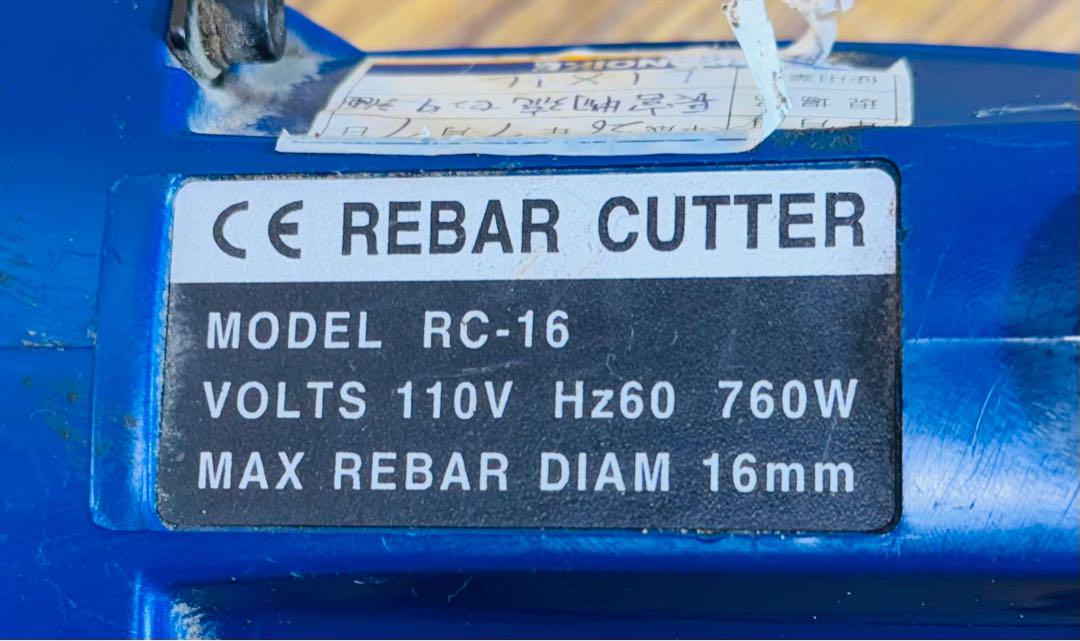 CE REBAR CUTTER
MODEL RC-16
VOLTS 110V Hz60 760W
MAX REBAR DIAM 16mm